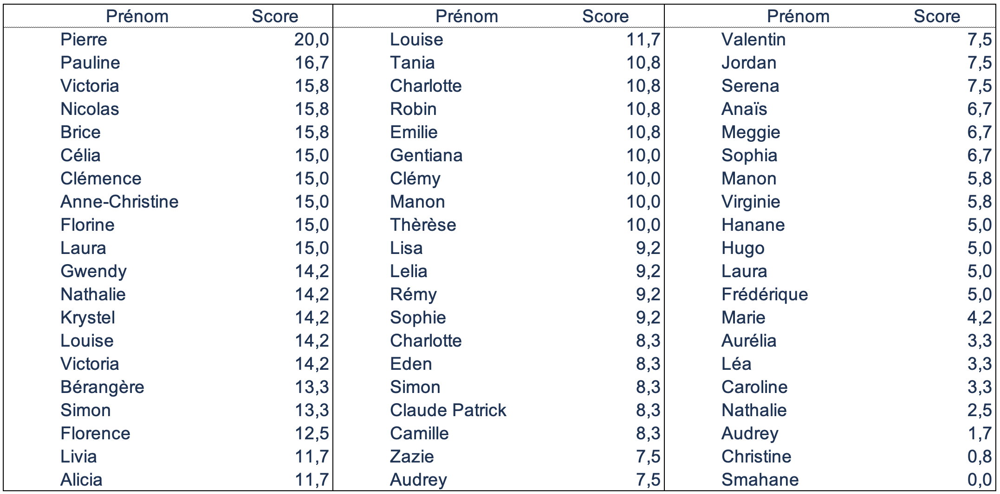 Prénom Score Prénom Score Prénom Score
Pierre 20,0 Louise 11,7 Valentin 7,5
Pauline 16,7 Tania 10,8 Jordan 7,5
Victoria 15,8 Charlotte 10,8 Serena 7,5
Nicolas 15,8 Robin 10,8 Anaïs 6,7
Brice 15,8 Emilie 10,8 Meggie 6,7
Célia 15,0 Gentiana 10,0 Sophia 6,7
Clémence 15,0 Clémy 10,0 Manon 5,8
Anne-Christine 15,0 Manon 10,0 Virginie 5,8
Florine 15,0 Thèrèse 10,0 Hanane 5,0
Laura 15,0 Lisa 9,2 Hugo 5,0
Gwendy 14,2 Lelia 9,2 Laura 5,0
Nathalie 14,2 Rémy 9,2 Frédérique 5,0
Krystel 14,2 Sophie 9,2 Marie 4,2
Louise 14,2 Charlotte 8,3 Aurélia 3,3
Victoria 14,2 Eden 8,3 Léa 3,3
Bérangère 13,3 Simon 8,3 Caroline 3,3
Simon 13,3 Claude Patrick 8,3 Nathalie 2,5
Florence 12,5 Camille 8,3 Audrey 1,7
Livia 11,7 Zazie 7,5 Christine 0,8
Alicia 11,7 Audrey 7,5 Smahane 0,0